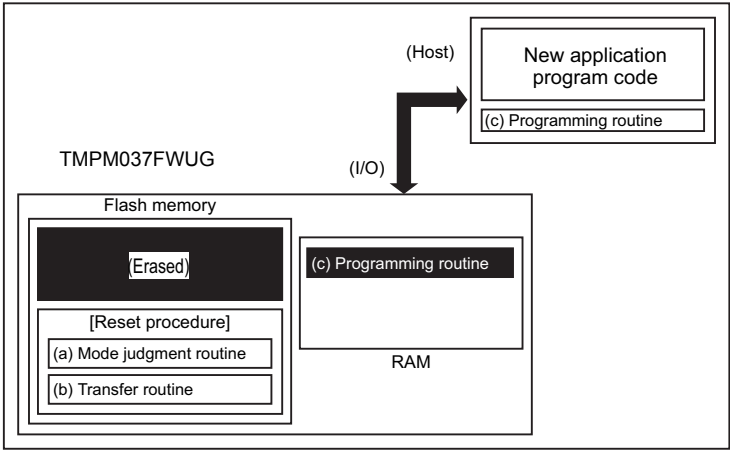 (Host)
New application
program code
(c) Programming routine
TMPM037FWUG
(I/O)
Flash memory
(Erased)
(c) Programming routine
[Reset procedure]
(a) Mode judgment routine
(b) Transfer routine
RAM